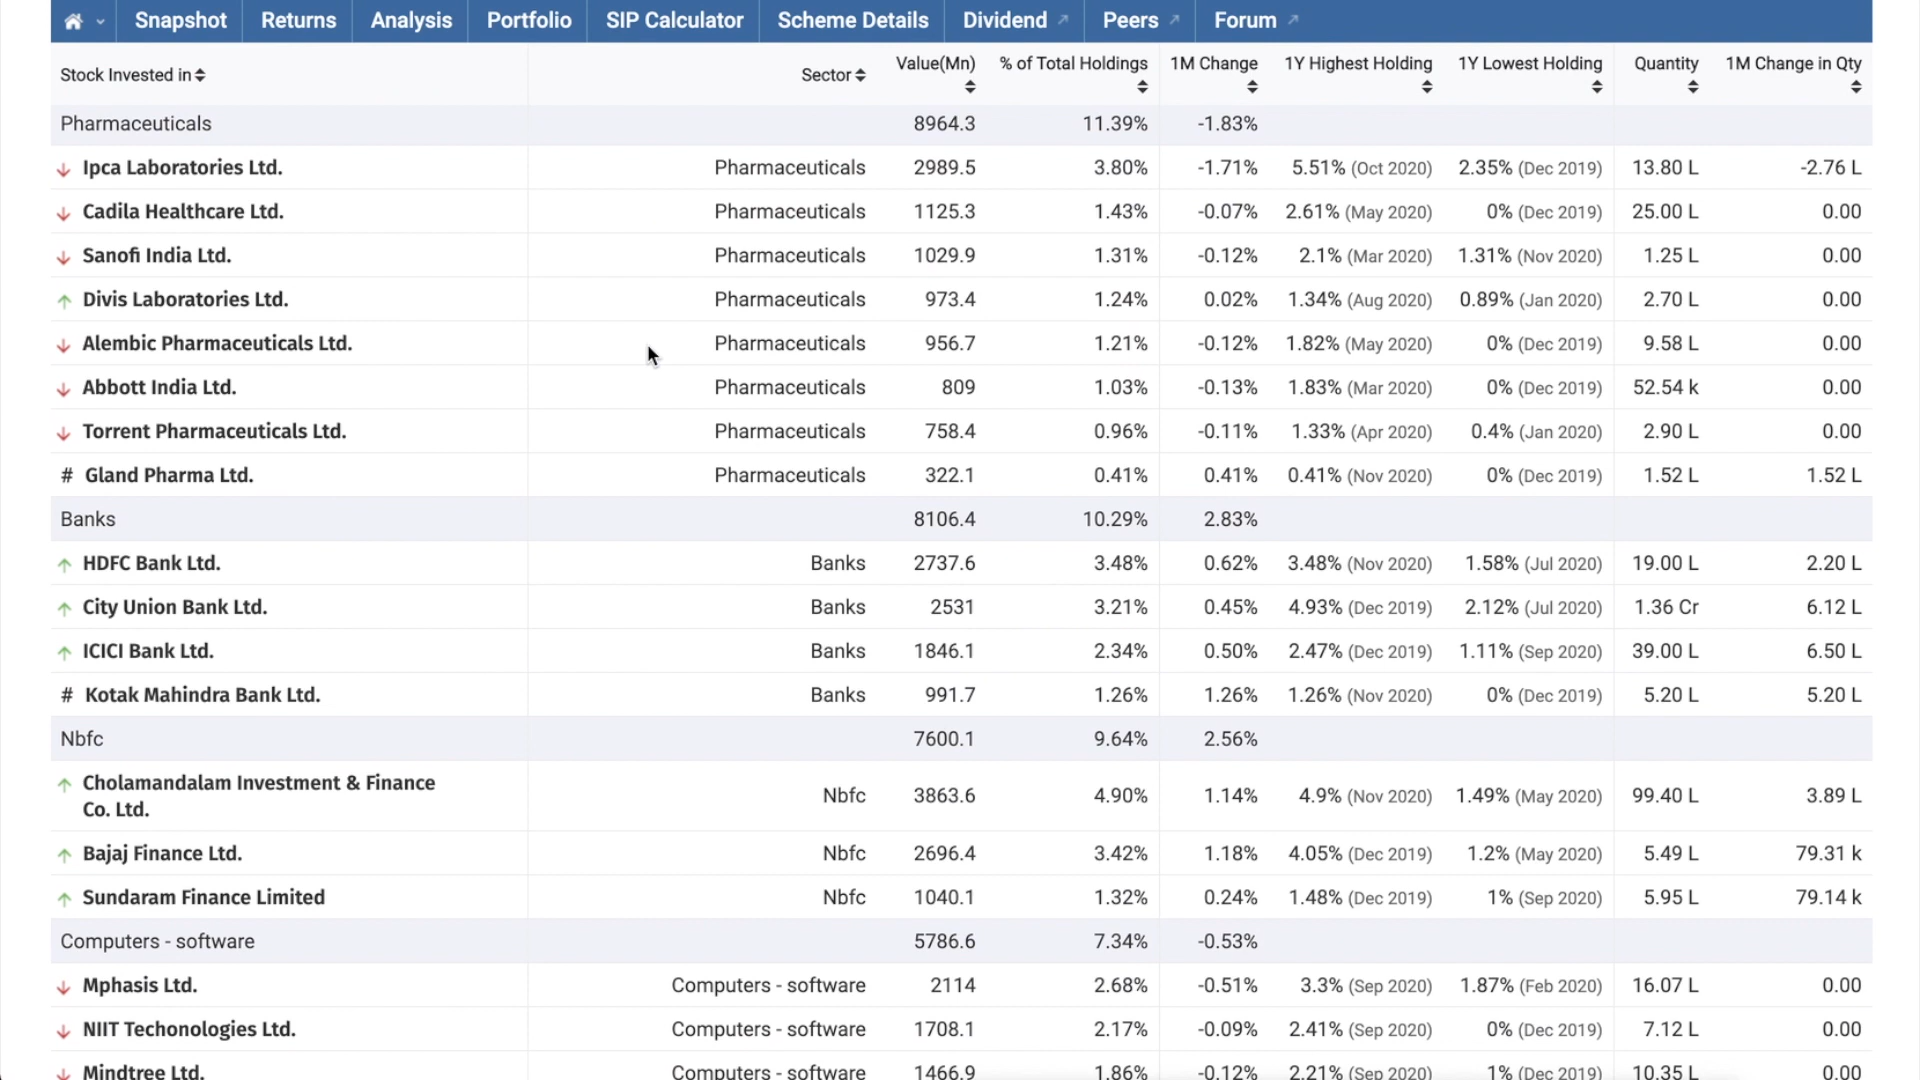 Snapshot Returns Analysis Portfolio SIP Calculator Scheme Details Dividend Peers Forum
Stock Invested in Sector Value(Mn) % of Total Holdings 1M Change 1Y Highest Holding 1Y Lowest Holding Quantity 1M Change in Qty
Pharmaceuticals 8964.3 11.39% -1.83%
Ipca Laboratories Ltd. Pharmaceuticals 2989.5 3.80% -1.71% 5.51% (Oct 2020) 2.35% (Dec 2019) 13.80 L -2.76 L
Cadila Healthcare Ltd. Pharmaceuticals 1125.3 1.43% -0.07% 2.61% (May 2020) 0% (Dec 2019) 25.00 L 0.00
Sanofi India Ltd. Pharmaceuticals 1029.9 1.31% -0.12% 2.1% (Mar 2020) 1.31% (Nov 2020) 1.25 L 0.00
Divis Laboratories Ltd. Pharmaceuticals 973.4 1.24% 0.02% 1.34% (Aug 2020) 0.89% (Jan 2020) 2.70 L 0.00
Alembic Pharmaceuticals Ltd. Pharmaceuticals 956.7 1.21% -0.12% 1.82% (May 2020) 0% (Dec 2019) 9.58 L 0.00
Abbott India Ltd. Pharmaceuticals 809 1.03% -0.13% 1.83% (Mar 2020) 0% (Dec 2019) 52.54 k 0.00
Torrent Pharmaceuticals Ltd. Pharmaceuticals 758.4 0.96% -0.11% 1.33% (Apr 2020) 0.4% (Jan 2020) 2.90 L 0.00
# Gland Pharma Ltd. Pharmaceuticals 322.1 0.41% 0.41% 0.41% (Nov 2020) 0% (Dec 2019) 1.52 L 1.52 L
Banks 8106.4 10.29% 2.83%
HDFC Bank Ltd. Banks 2737.6 3.48% 0.62% 3.48% (Nov 2020) 1.58% (Jul 2020) 19.00 L 2.20 L
City Union Bank Ltd. Banks 2531 3.21% 0.45% 4.93% (Dec 2019) 2.12% (Jul 2020) 1.36 Cr 6.12 L
ICICI Bank Ltd. Banks 1846.1 2.34% 0.50% 2.47% (Dec 2019) 1.11% (Sep 2020) 39.00 L 6.50 L
# Kotak Mahindra Bank Ltd. Banks 991.7 1.26% 1.26% 1.26% (Nov 2020) 0% (Dec 2019) 5.20 L 5.20 L
Nbfc 7600.1 9.64% 2.56%
Cholamandalam Investment & Finance
Co. Ltd. Nbfc 3863.6 4.90% 1.14% 4.9% (Nov 2020) 1.49% (May 2020) 99.40 L 3.89 L
Bajaj Finance Ltd. Nbfc 2696.4 3.42% 1.18% 4.05% (Dec 2019) 1.2% (May 2020) 5.49 L 79.31 k
Sundaram Finance Limited Nbfc 1040.1 1.32% 0.24% 1.48% (Dec 2019) 1% (Sep 2020) 5.95 L 79.14 k
Computers - software 5786.6 7.34% -0.53%
Mphasis Ltd. Computers - software 2114 2.68% -0.51% 3.3% (Sep 2020) 1.87% (Feb 2020) 16.07 L 0.00
NIIT Techonologies Ltd. Computers - software 1708.1 2.17% -0.09% 2.41% (Sep 2020) 0% (Dec 2019) 7.12 L 0.00
Mindtree Ltd. Computers - software 1466.9 1.86% -0.12% 2.21% (Sep 2020) 1% (Dec 2019) 10.35 L 0.00